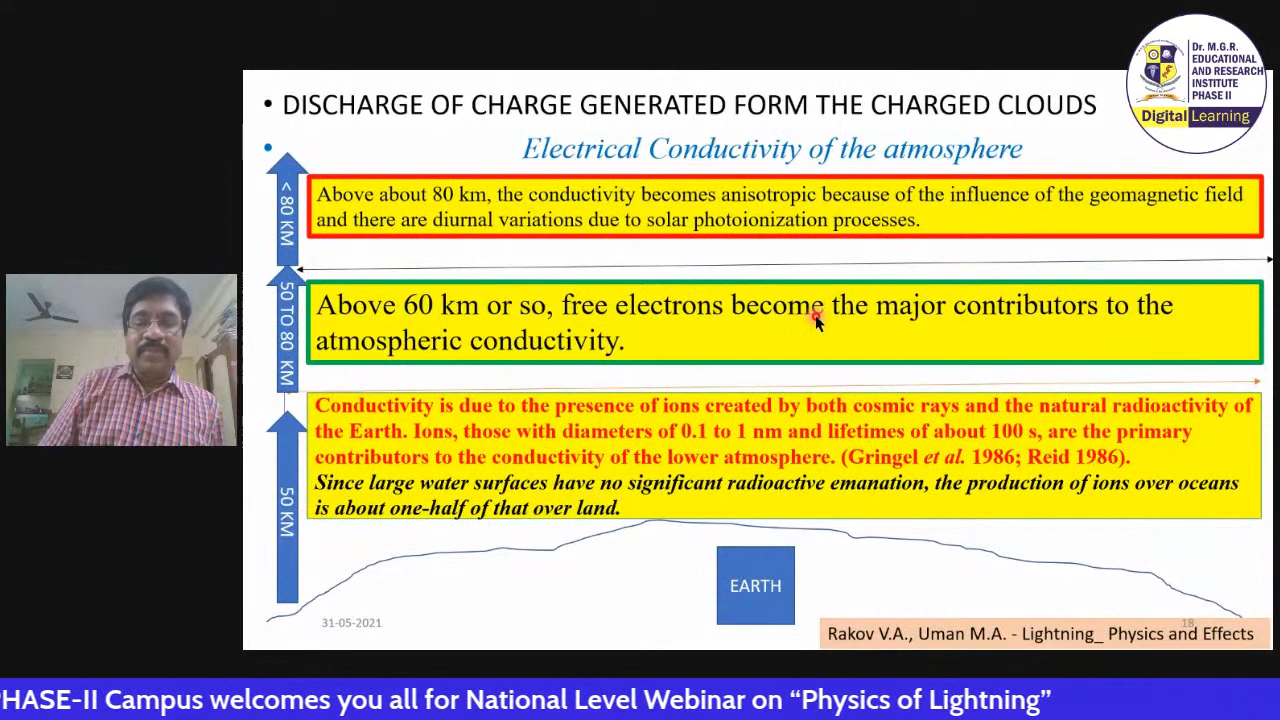 Dr. M.G.R.
EDUCATIONAL
AND RESEARCH
INSTITUTE
PHASE II
Digital Learning
• DISCHARGE OF CHARGE GENERATED FORM THE CHARGED CLOUDS
• Electrical Conductivity of the atmosphere
< 80 KM
Above about 80 km, the conductivity becomes anisotropic because of the influence of the geomagnetic field
and there are diurnal variations due to solar photoionization processes.
50 TO 80 KM
Above 60 km or so, free electrons become the major contributors to the
atmospheric conductivity.
50 KM
Conductivity is due to the presence of ions created by both cosmic rays and the natural radioactivity of
the Earth. Ions, those with diameters of 0.1 to 1 nm and lifetimes of about 100 s, are the primary
contributors to the conductivity of the lower atmosphere. (Gringel et al. 1986; Reid 1986).
Since large water surfaces have no significant radioactive emanation, the production of ions over oceans
is about one-half of that over land.
EARTH
31-05-2021
18
Rakov V.A., Uman M.A. - Lightning_ Physics and Effects
PHASE-II Campus welcomes you all for National Level Webinar on “Physics of Lightning”